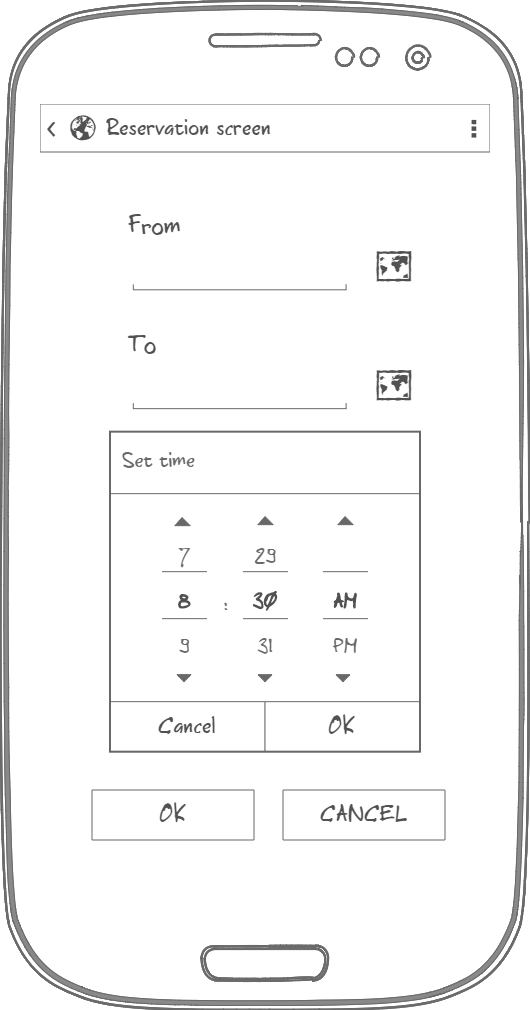 Reservation screen
From
To
Set time
7 29
8 : 30 AM
9 31 PM
Cancel OK
OK CANCEL